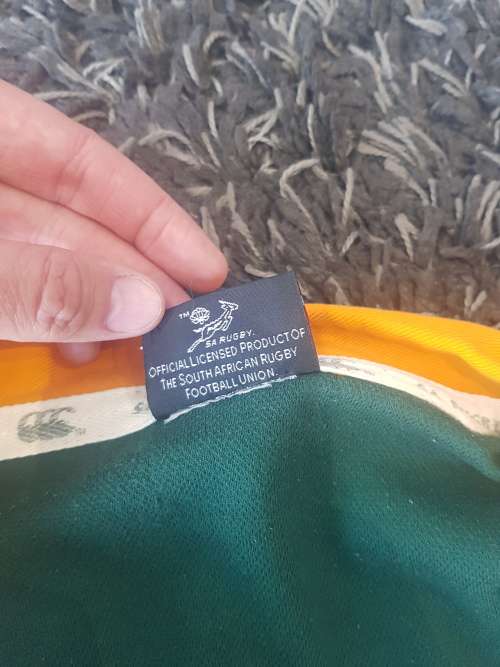 TM
SA RUGBY.
OFFICIAL LICENSED PRODUCT OF
THE SOUTH AFRICAN RUGBY
FOOTBALL UNION.